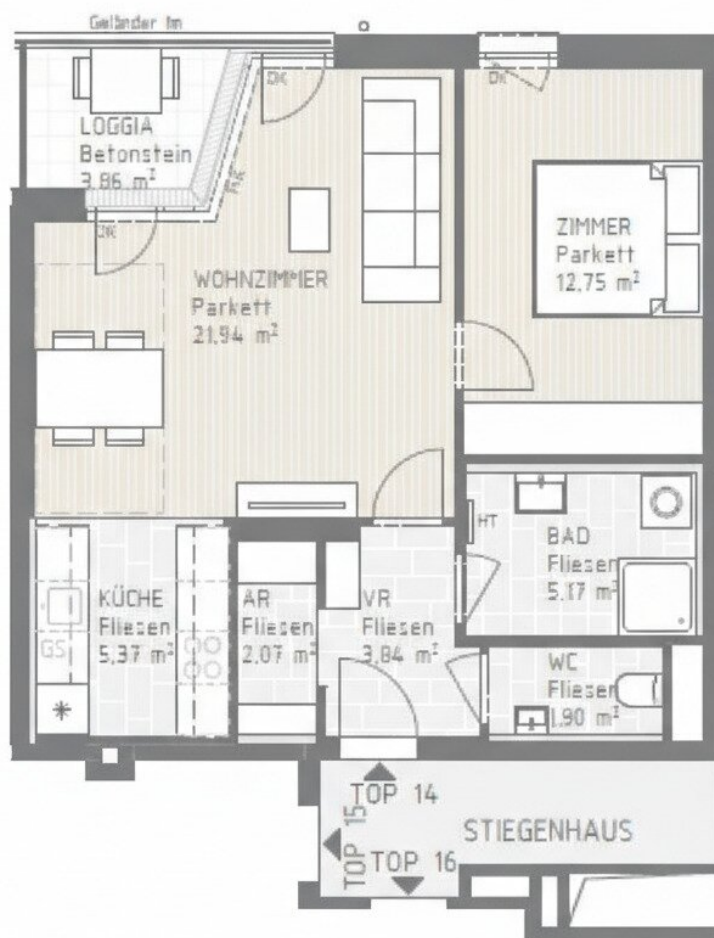 Geländer fm
DK
DK
LOGGIA
Betonstein
3,86 m²
FIX
DK
ZIMMER
Parkett
12,75 m²
WOHNZIMMER
Parkett
21,94 m²
HT
BAD
Fliesen
5,17 m²
KÜCHE
Fliesen
5,37 m²
GS
AR
Fliesen
2,07 m²
VR
Fliesen
3,84 m²
WC
Fliesen
1,90 m²
TOP 14
TOP 15
TOP 16
STIEGENHAUS